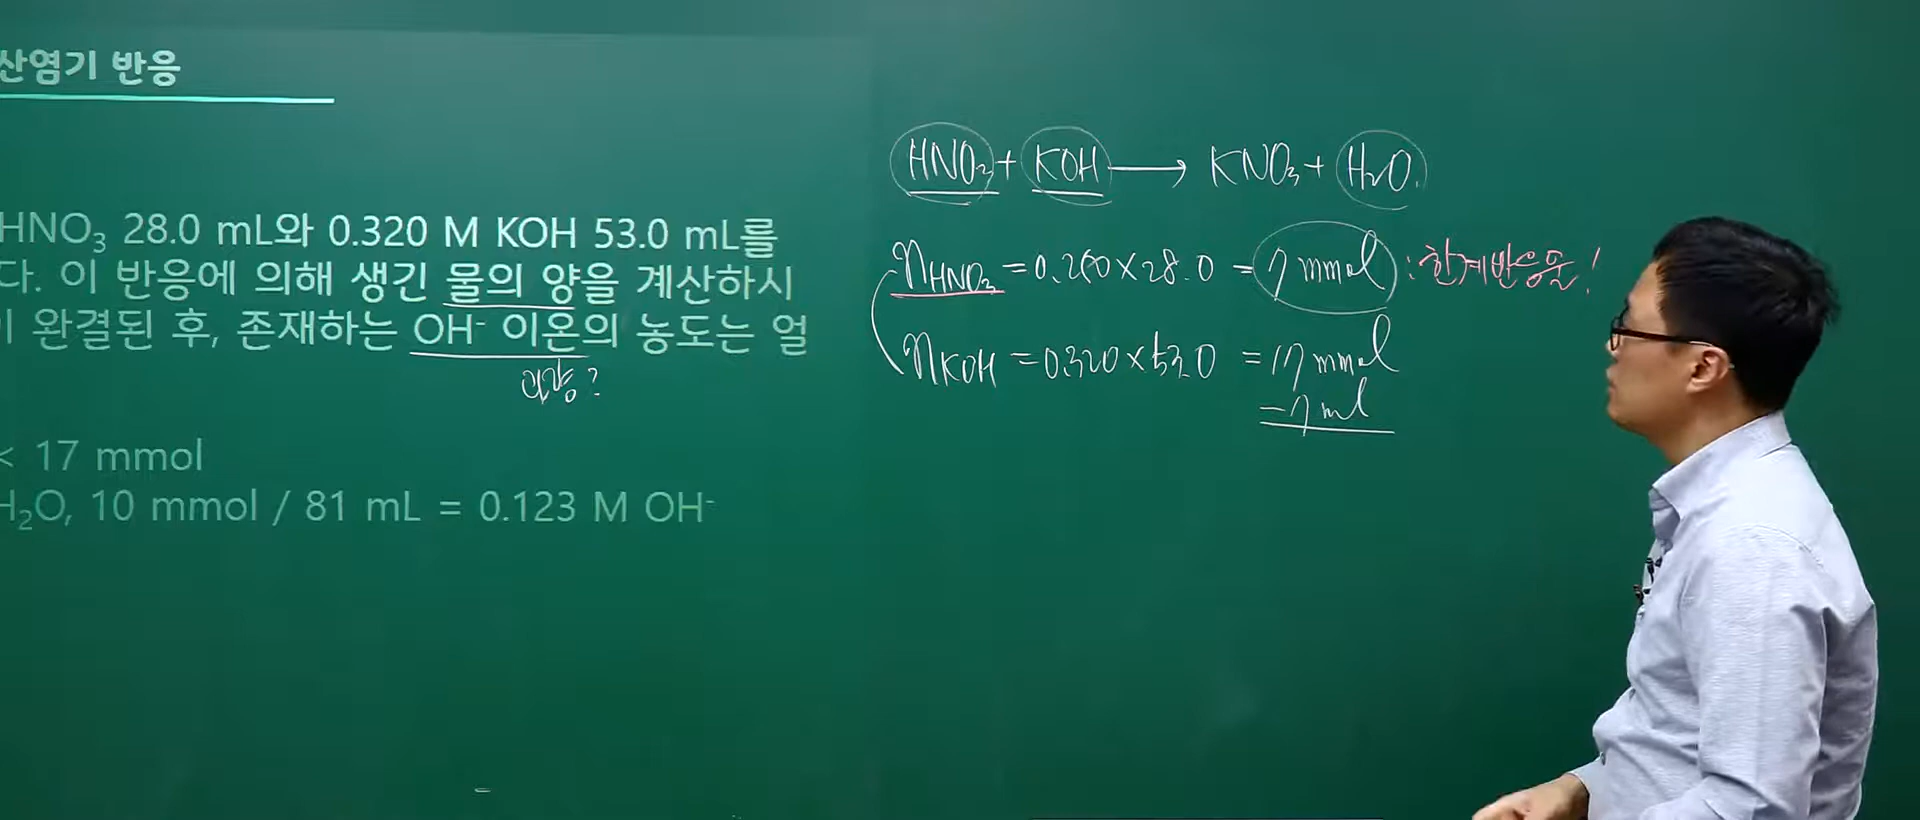 산염기 반응
HNO₃ 28.0 mL와 0.320 M KOH 53.0 mL를
다. 이 반응에 의해 생긴 물의 양을 계산하시
완결된 후, 존재하는 OH⁻ 이온의 농도는 얼
< 17 mmol
H₂O, 10 mmol / 81 mL = 0.123 M OH⁻
HNO₃ + KOH → KNO₃ + H₂O.
nHNO₃ = 0.250 × 28.0 = 7 mmol : 한계반응물!
nKOH = 0.320 × 53.0 = 17 mmol
- 7 ml